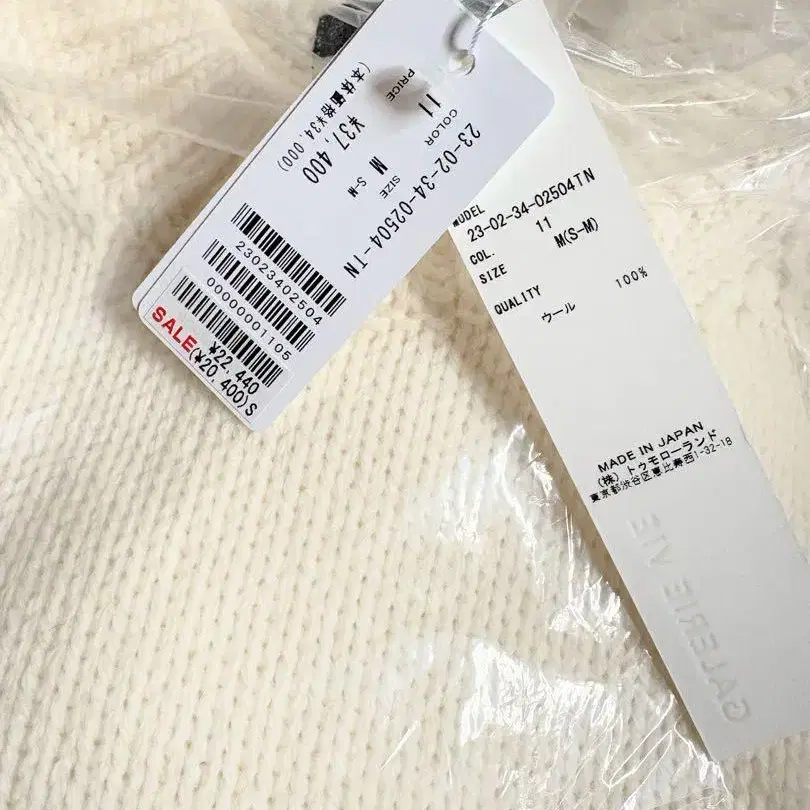 23-02-34-02504-TN
COLOR
SIZE
PRICE
11
M
S-M
¥37,400
(本体価格¥34,000)
23023402504
00000001105
SALE
¥22,440
(¥20,400)S
MODEL
23-02-34-02504TN
COL.
11
SIZE
M(S-M)
QUALITY
ウール
100%
MADE IN JAPAN
(株)トゥモローランド
東京都渋谷区恵比寿西1-32-18
GALERIE VIE